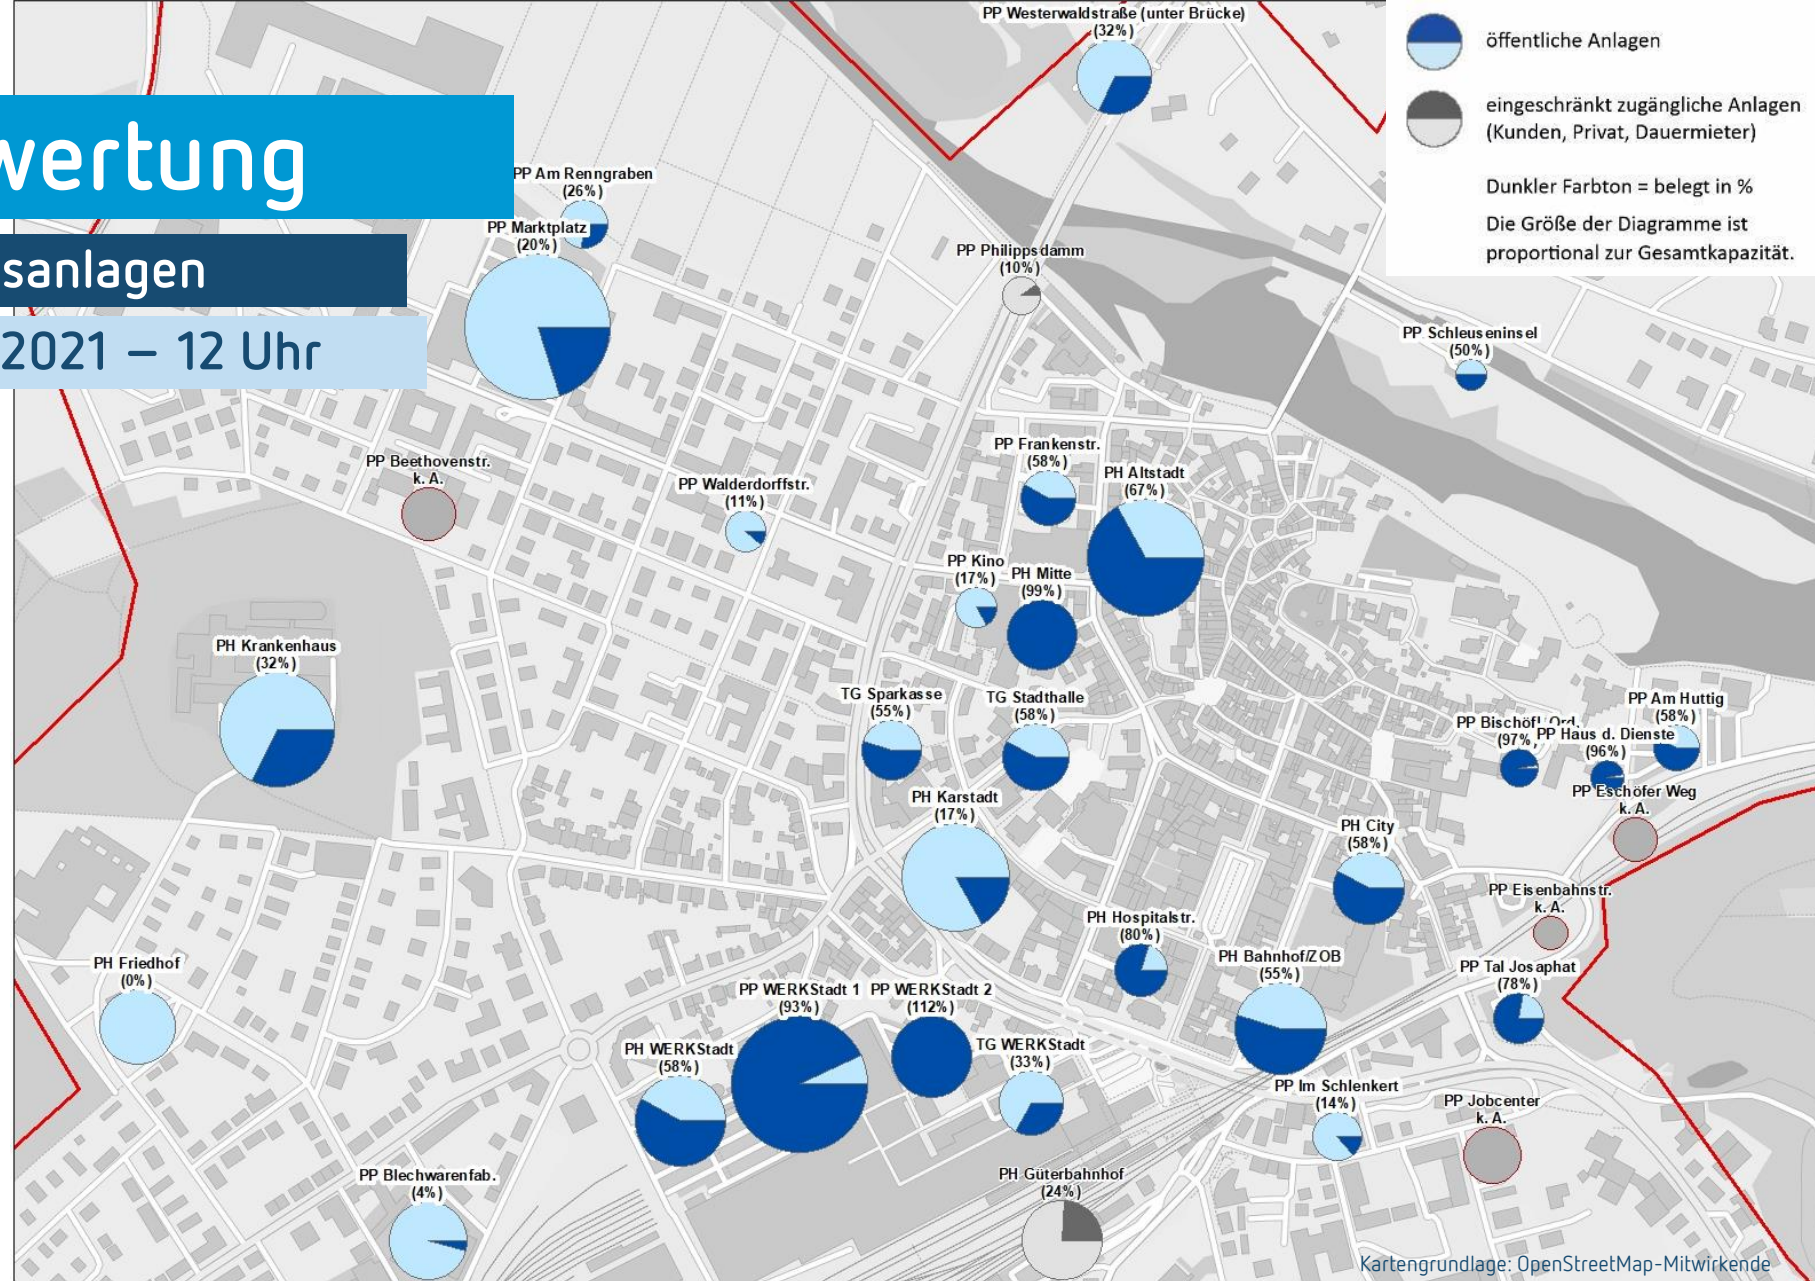 wertung
sanlagen
2021 – 12 Uhr
öffentliche Anlagen
eingeschränkt zugängliche Anlagen
(Kunden, Privat, Dauermieter)
Dunkler Farbton = belegt in %
Die Größe der Diagramme ist
proportional zur Gesamtkapazität.
PP Westerwaldstraße (unter Brücke)
(32%)
PP Am Renngraben
(26%)
PP Marktplatz
(20%)
PP Philippsdamm
(10%)
PP Schleuseninsel
(50%)
PP Beethovenstr.
k. A.
PP Walderdorffstr.
(11%)
PP Frankenstr.
(58%)
PH Altstadt
(67%)
PP Kino
(17%)
PH Mitte
(99%)
PH Krankenhaus
(32%)
TG Sparkasse
(55%)
TG Stadthalle
(58%)
PP Am Huttig
(58%)
PP Bischöfl. Ord.
(97%)
PP Haus d. Dienste
(96%)
PP Eschöfer Weg
k. A.
PH Karstadt
(17%)
PH City
(58%)
PP Eisenbahnstr.
k. A.
PH Hospitalstr.
(80%)
PH Bahnhof/ZOB
(55%)
PP Tal Josaphat
(78%)
PH Friedhof
(0%)
PP WERKStadt 1
(93%)
PP WERKStadt 2
(112%)
PH WERKStadt
(58%)
TG WERKStadt
(33%)
PP Im Schlenkert
(14%)
PP Jobcenter
k. A.
PP Blechwarenfab.
(4%)
PH Güterbahnhof
(24%)
Kartengrundlage: OpenStreetMap-Mitwirkende